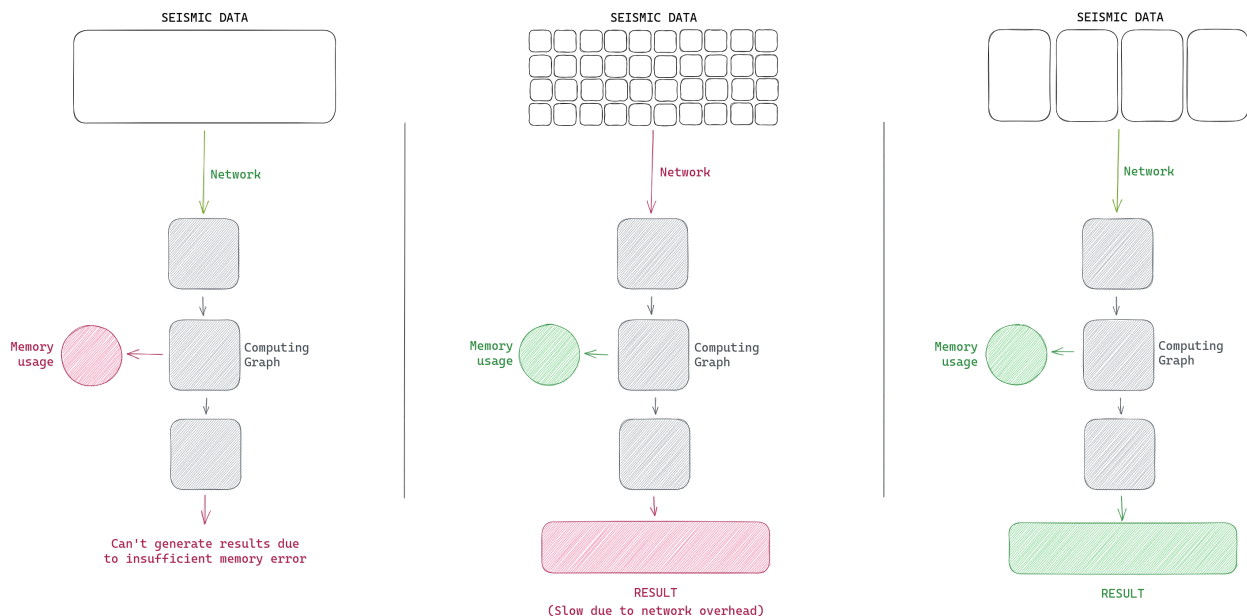 SEISMIC DATA
Network
Memory
usage
Computing
Graph
Can't generate results due
to insufficient memory error
SEISMIC DATA
Network
Memory
usage
Computing
Graph
RESULT
(Slow due to network overhead)
SEISMIC DATA
Network
Memory
usage
Computing
Graph
RESULT